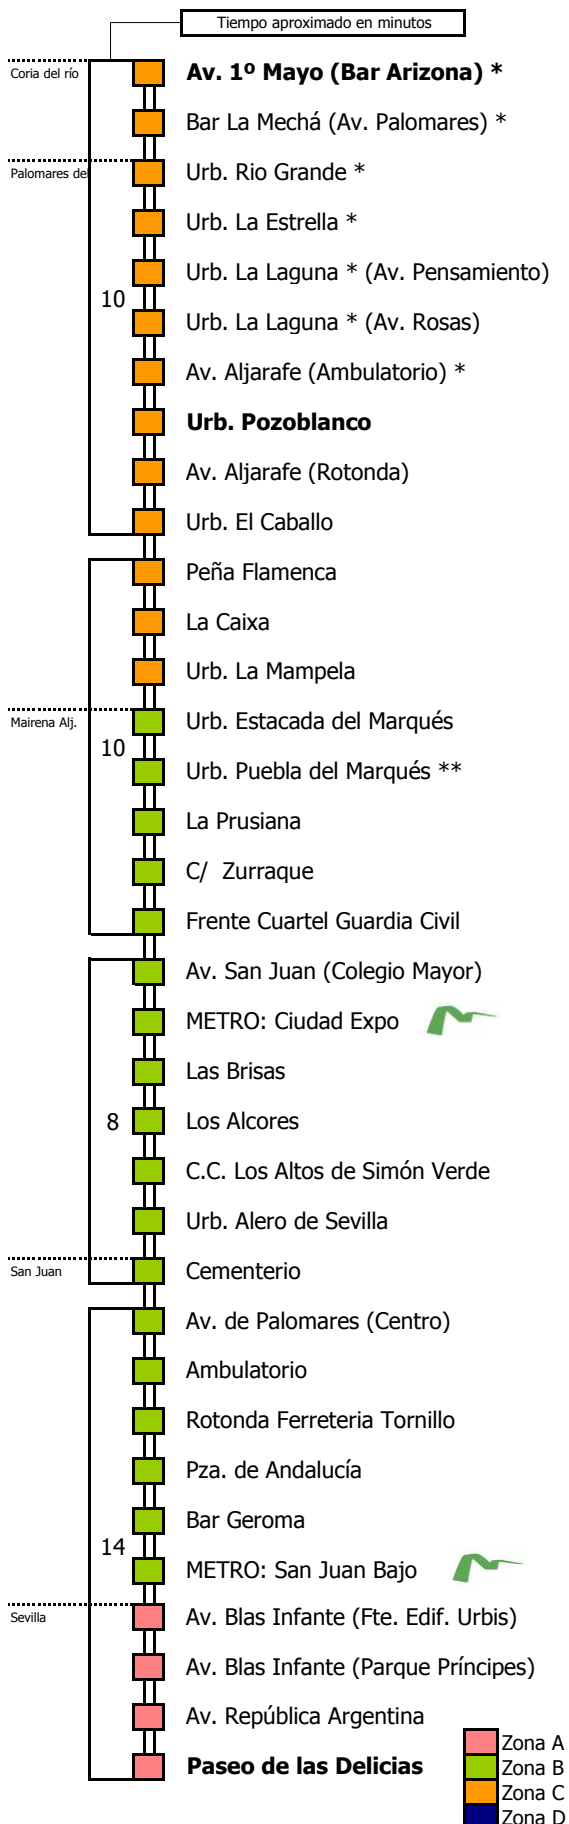 Tiempo aproximado en minutos
Coria del río
Av. 1º Mayo (Bar Arizona) *
Bar La Mechá (Av. Palomares) *
Palomares del
Urb. Rio Grande *
Urb. La Estrella *
Urb. La Laguna * (Av. Pensamiento)
10
Urb. La Laguna * (Av. Rosas)
Av. Aljarafe (Ambulatorio) *
Urb. Pozoblanco
Av. Aljarafe (Rotonda)
Urb. El Caballo
Peña Flamenca
La Caixa
Urb. La Mampela
Mairena Alj.
Urb. Estacada del Marqués
10
Urb. Puebla del Marqués **
La Prusiana
C/ Zurraque
Frente Cuartel Guardia Civil
Av. San Juan (Colegio Mayor)
METRO: Ciudad Expo
Las Brisas
8
Los Alcores
C.C. Los Altos de Simón Verde
Urb. Alero de Sevilla
San Juan
Cementerio
Av. de Palomares (Centro)
Ambulatorio
Rotonda Ferreteria Tornillo
Pza. de Andalucía
Bar Geroma
14
METRO: San Juan Bajo
Sevilla
Av. Blas Infante (Fte. Edif. Urbis)
Av. Blas Infante (Parque Príncipes)
Av. República Argentina
Paseo de las Delicias
Zona A
Zona B
Zona C
Zona D